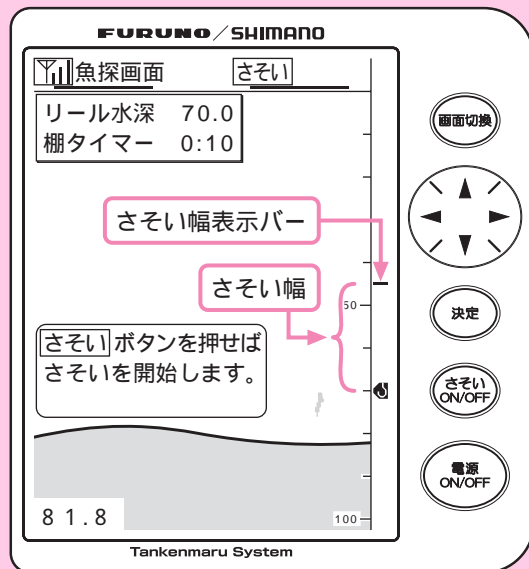 FURUNO/SHIMANO
魚探画面
さそい
リール水深 70.0
棚タイマー 0:10
さそい幅表示バー
さそい幅
50
さそいボタンを押せば
さそいを開始します。
81.8
100
Tankenmaru System
画面切換
決定
さそい
ON/OFF
電源
ON/OFF